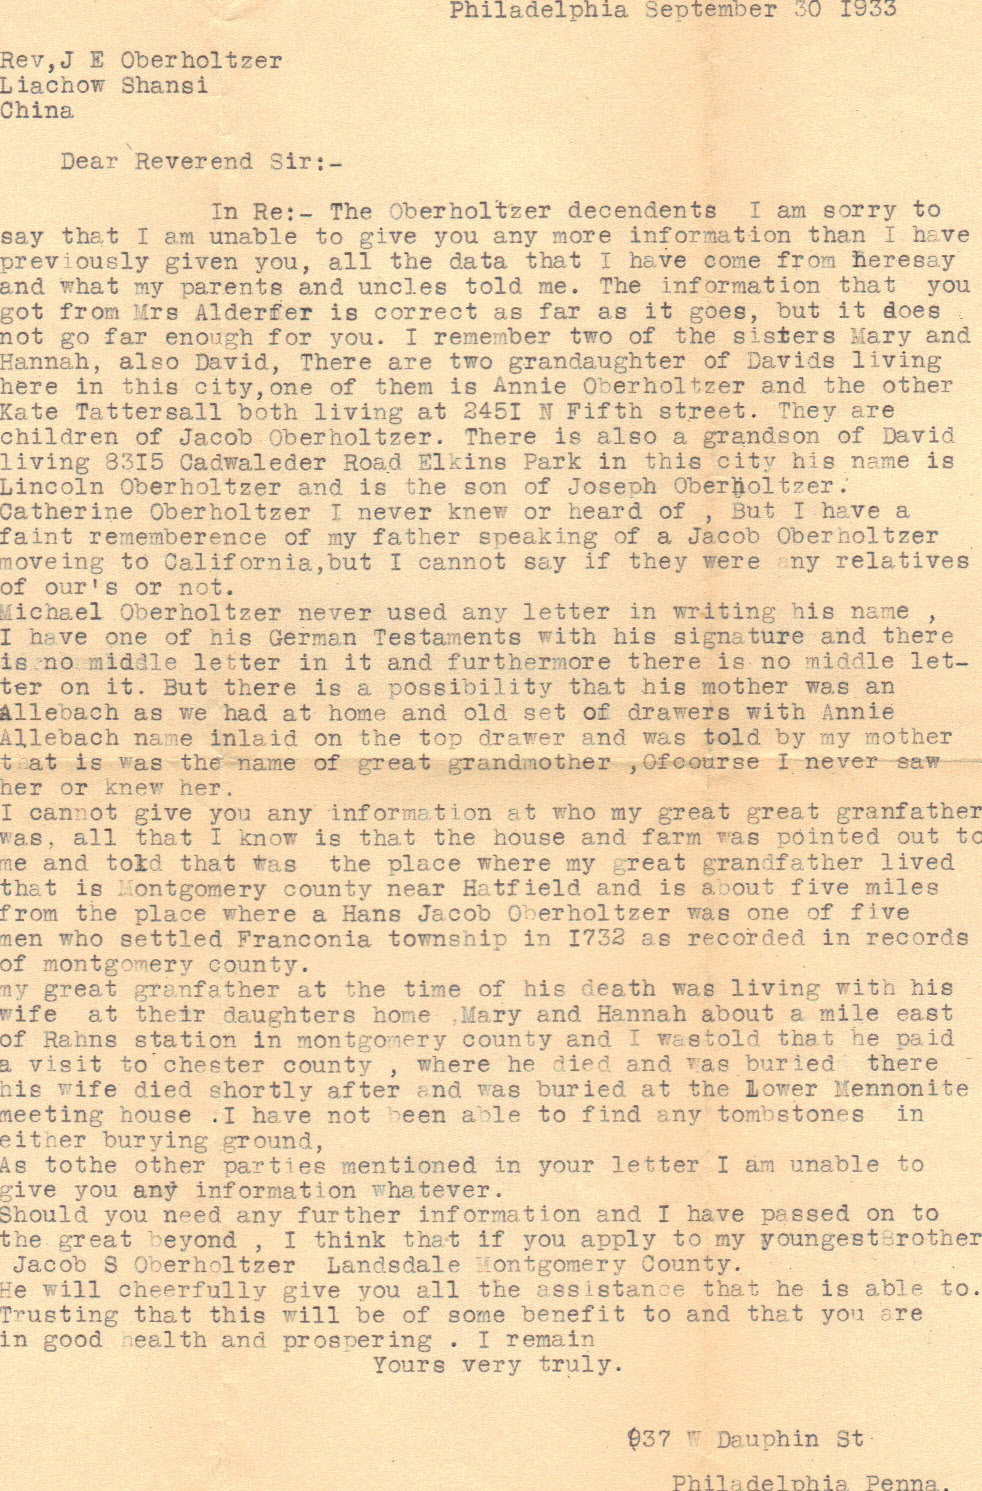 Philadelphia September 30 I933
Rev,J E Oberholtzer
Liachow Shansi
China
Dear Reverend Sir:-
In Re:- The Oberholtzer decendents  I am sorry to
say that I am unable to give you any more information than I have
previously given you, all the data that I have come from heresay
and what my parents and uncles told me. The information that  you
got from Mrs Alderfer is correct as far as it goes, but it does
not go far enough for you. I remember two of the sisters Mary and
Hannah, also David, There are two grandaughter of Davids living
here in this city,one of them is Annie Oberholtzer and the other
Kate Tattersall both living at 245I N Fifth street. They are
children of Jacob Oberholtzer. There is also a grandson of David
living 83I5 Cadwaleder Road Elkins Park in this city his name is
Lincoln Oberholtzer and is the son of Joseph Oberholtzer.
Catherine Oberholtzer I never knew or heard of , But I have a
faint rememberence of my father speaking of a Jacob Oberholtzer
moveing to California,but I cannot say if they were any relatives
of our's or not.
Michael Oberholtzer never used any letter in writing his name ,
I have one of his German Testaments with his signature and there
is no middle letter in it and furthermore there is no middle let-
ter on it. But there is a possibility that his mother was an
Allebach as we had at home and old set of drawers with Annie
Allebach name inlaid on the top drawer and was told by my mother
that is was the name of great grandmother ,Ofcourse I never saw
her or knew her.
I cannot give you any information at who my great great granfather
was, all that I know is that the house and farm was pointed out to
me and told that was  the place where my great grandfather lived
that is Montgomery county near Hatfield and is about five miles
from the place where a Hans Jacob Oberholtzer was one of five
men who settled Franconia township in I732 as recorded in records
of montgomery county.
my great granfather at the time of his death was living with his
wife  at their daughters home ,Mary and Hannah about a mile east
of Rahns station in montgomery county and I wastold that he paid
a visit to chester county , where he died and was buried  there
his wife died shortly after and was buried at the Lower Mennonite
meeting house .I have not been able to find any tombstones  in
either burying ground,
As tothe other parties mentioned in your letter I am unable to
give you any information whatever.
Should you need any further information and I have passed on to
the great beyond , I think that if you apply to my youngestBrother
Jacob S Oberholtzer  Landsdale Montgomery County.
He will cheerfully give you all the assistance that he is able to.
Trusting that this will be of some benefit to and that you are
in good health and prospering . I remain
Yours very truly.
937 W Dauphin St
Philadelphia Penna.